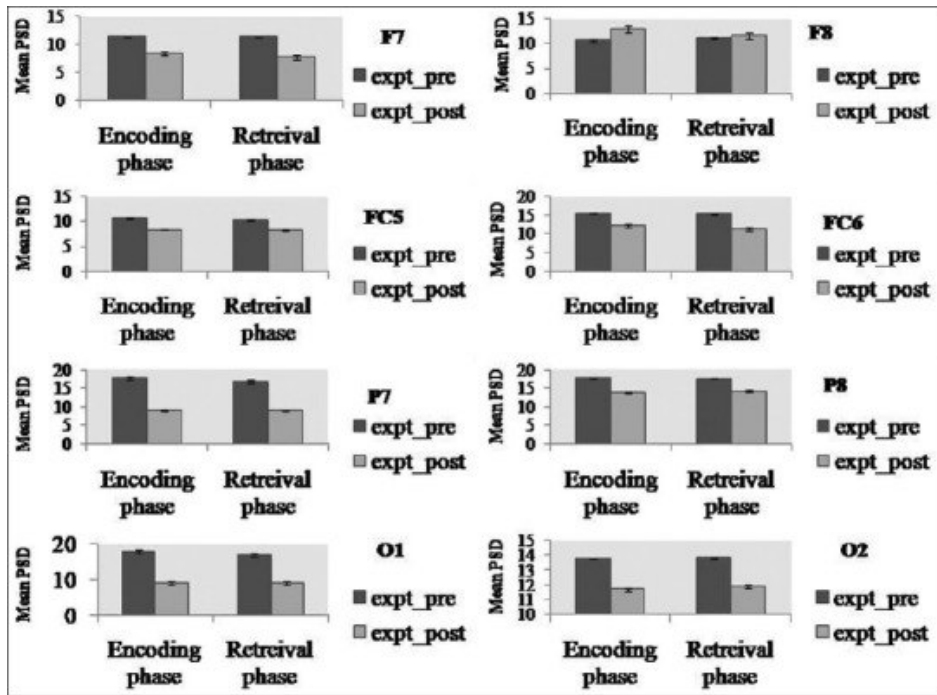 Mean PSD
15
10
5
0
Encoding phase
Retreival phase
F7
expt_pre
expt_post
Mean PSD
15
10
5
0
Encoding phase
Retreival phase
F8
expt_pre
expt_post
Mean PSD
15
10
5
0
Encoding phase
Retreival phase
FC5
expt_pre
expt_post
Mean PSD
20
15
10
5
0
Encoding phase
Retreival phase
FC6
expt_pre
expt_post
Mean PSD
20
15
10
5
0
Encoding phase
Retreival phase
P7
expt_pre
expt_post
Mean PSD
20
15
10
5
0
Encoding phase
Retreival phase
P8
expt_pre
expt_post
Mean PSD
20
10
0
Encoding phase
Retreival phase
O1
expt_pre
expt_post
Mean PSD
15
14
13
12
11
10
Encoding phase
Retreival phase
O2
expt_pre
expt_post